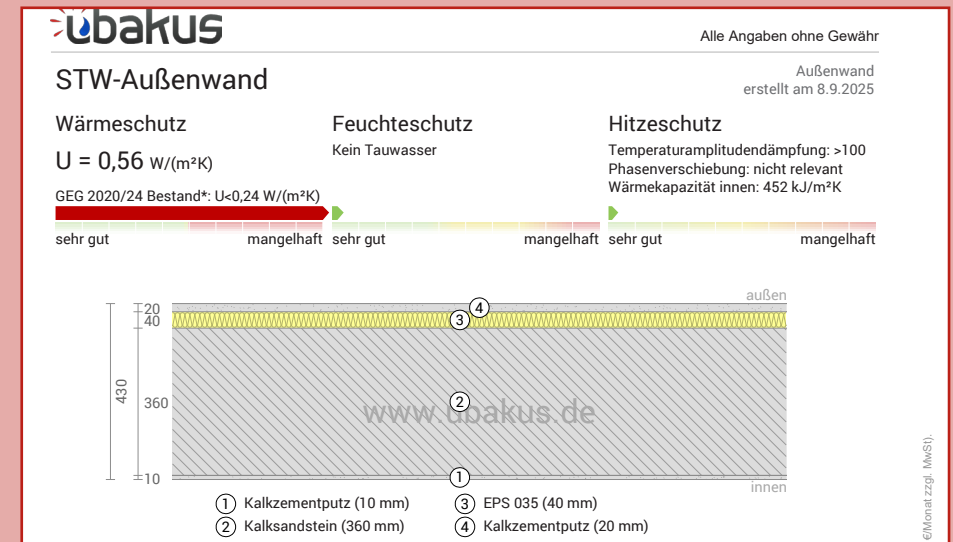 ubakus
Alle Angaben ohne Gewähr
STW-Außenwand
Außenwand
erstellt am 8.9.2025
Wärmeschutz
U = 0,56 W/(m²K)
GEG 2020/24 Bestand*: U<0,24 W/(m²K)
sehr gut mangelhaft
Feuchteschutz
Kein Tauwasser
sehr gut mangelhaft
Hitzeschutz
Temperaturamplitudendämpfung: >100
Phasenverschiebung: nicht relevant
Wärmekapazität innen: 452 kJ/m²K
sehr gut mangelhaft
außen
20
40
430
360
10
4
3
2
1
www.ubakus.de
innen
1 Kalkzementputz (10 mm)
2 Kalksandstein (360 mm)
3 EPS 035 (40 mm)
4 Kalkzementputz (20 mm)
€/Monat zzgl. MwSt).